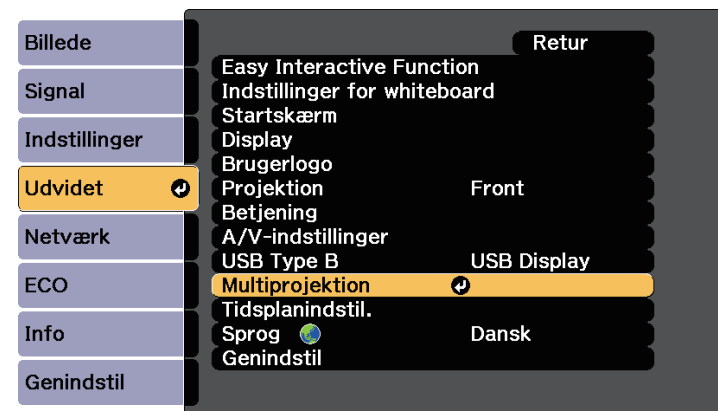 Billede
Signal
Indstillinger
Udvidet
Netværk
ECO
Info
Genindstil
Retur
Easy Interactive Function
Indstillinger for whiteboard
Startskærm
Display
Brugerlogo
Projektion Front
Betjening
A/V-indstillinger
USB Type B USB Display
Multiprojektion
Tidsplanindstil.
Sprog Dansk
Genindstil